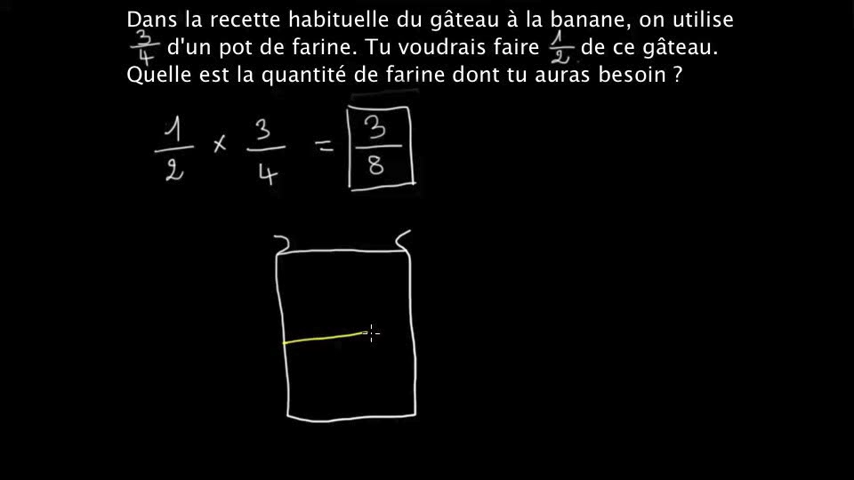 Dans la recette habituelle du gâteau à la banane, on utilise
3/4 d'un pot de farine. Tu voudrais faire 1/2 de ce gâteau.
Quelle est la quantité de farine dont tu auras besoin ?
1/2 × 3/4 = 3/8